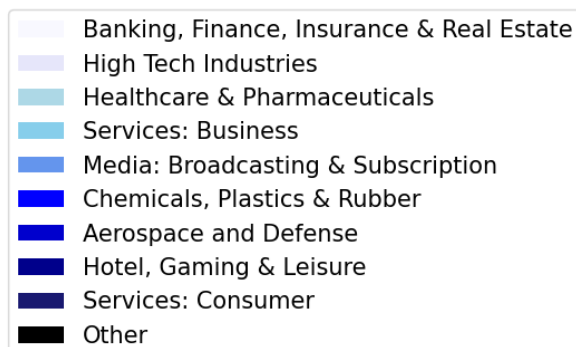 Banking, Finance, Insurance & Real Estate
High Tech Industries
Healthcare & Pharmaceuticals
Services: Business
Media: Broadcasting & Subscription
Chemicals, Plastics & Rubber
Aerospace and Defense
Hotel, Gaming & Leisure
Services: Consumer
Other